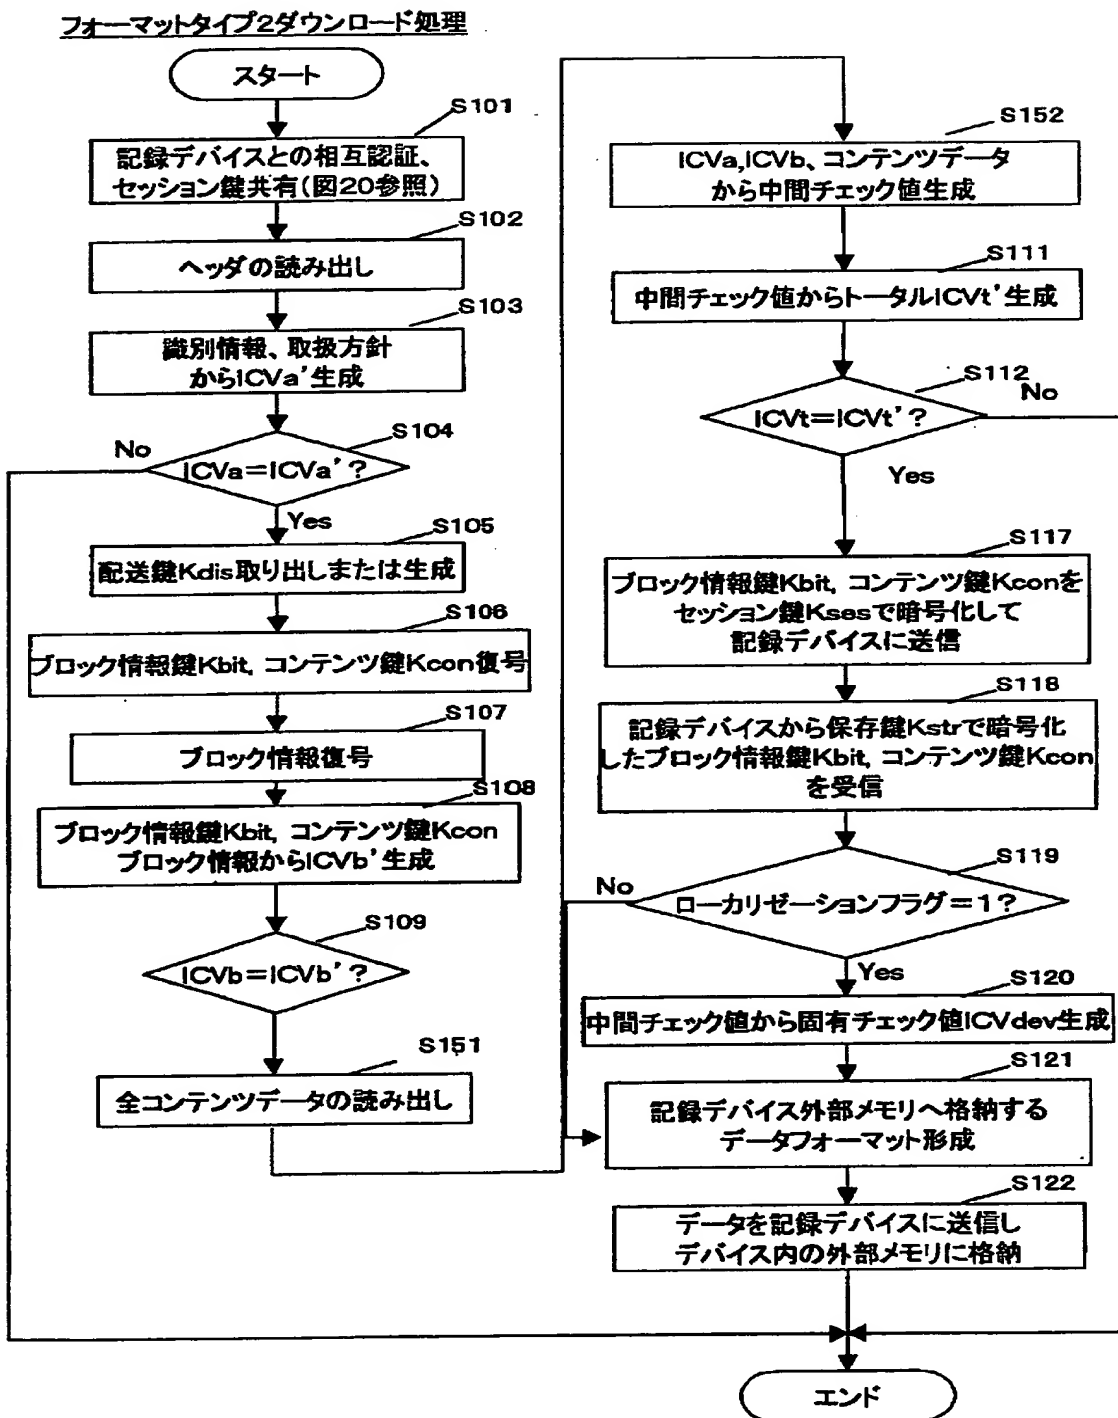 フォーマットタイプ2ダウンロード処理
スタート
S101
記録デバイスとの相互認証、
セッション鍵共有(図20参照)
S102
ヘッダの読み出し
S103
識別情報、取扱方針
からICVa'生成
S104
No
ICVa=ICVa'?
Yes
S105
配送鍵Kdis取り出しまたは生成
S106
ブロック情報鍵Kbit, コンテンツ鍵Kcon復号
S107
ブロック情報復号
S108
ブロック情報鍵Kbit, コンテンツ鍵Kcon
ブロック情報からICVb'生成
S109
ICVb=ICVb'?
S151
全コンテンツデータの読み出し
S152
ICVa,ICVb、コンテンツデータ
から中間チェック値生成
S111
中間チェック値からトータルICVt'生成
S112
No
ICVt=ICVt'?
Yes
S117
ブロック情報鍵Kbit, コンテンツ鍵Kconを
セッション鍵Ksesで暗号化して
記録デバイスに送信
S118
記録デバイスから保存鍵Kstrで暗号化
したブロック情報鍵Kbit, コンテンツ鍵Kcon
を受信
S119
No
ローカリゼーションフラグ=1?
Yes
S120
中間チェック値から固有チェック値ICVdev生成
S121
記録デバイス外部メモリへ格納する
データフォーマット形成
S122
データを記録デバイスに送信し
デバイス内の外部メモリに格納
エンド